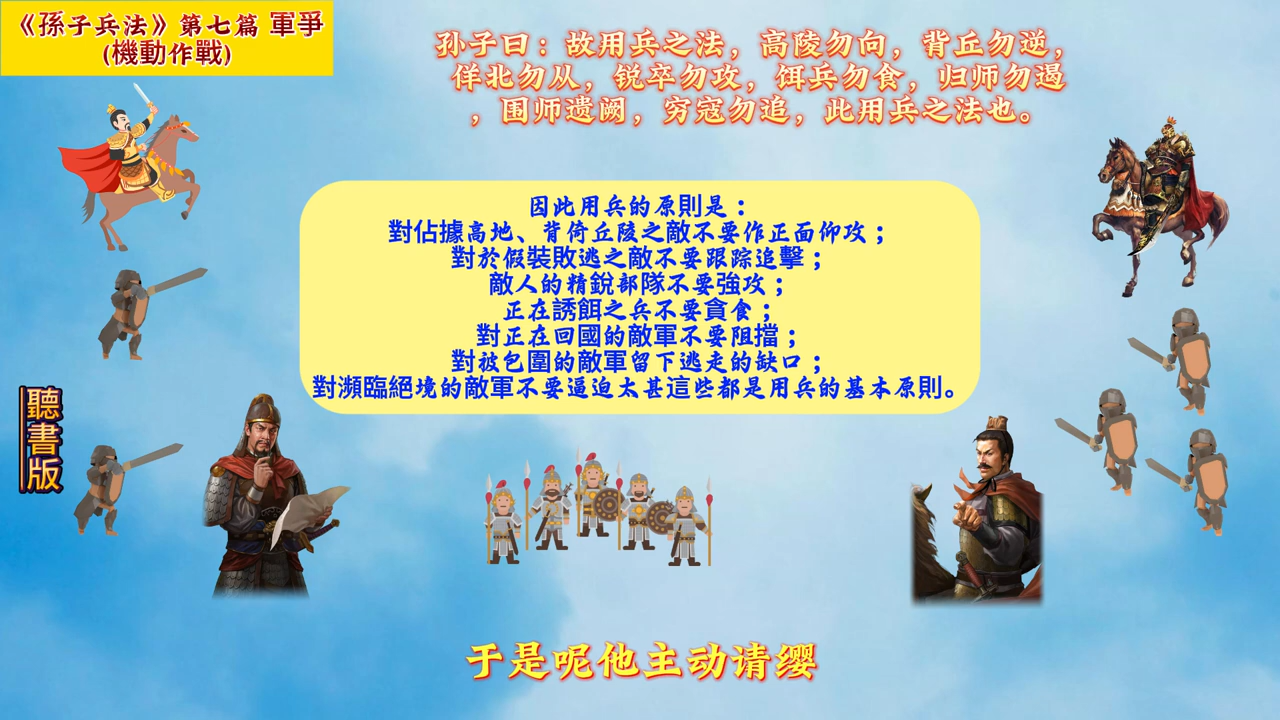 《孫子兵法》第七篇 軍爭
(機動作戰)
孙子曰：故用兵之法，高陵勿向，背丘勿逆，
佯北勿从，锐卒勿攻，饵兵勿食，归师勿遏
，围师遗阙，穷寇勿追，此用兵之法也。
因此用兵的原則是：
對佔據高地、背倚丘陵之敵不要作正面仰攻；
對於假裝敗逃之敵不要跟踪追擊；
敵人的精銳部隊不要強攻；
正在誘餌之兵不要貪食；
對正在回國的敵軍不要阻擋；
對被包圍的敵軍留下逃走的缺口；
對瀕臨絕境的敵軍不要逼迫太甚這些都是用兵的基本原則。
聽書版
于是呢他主动请缨